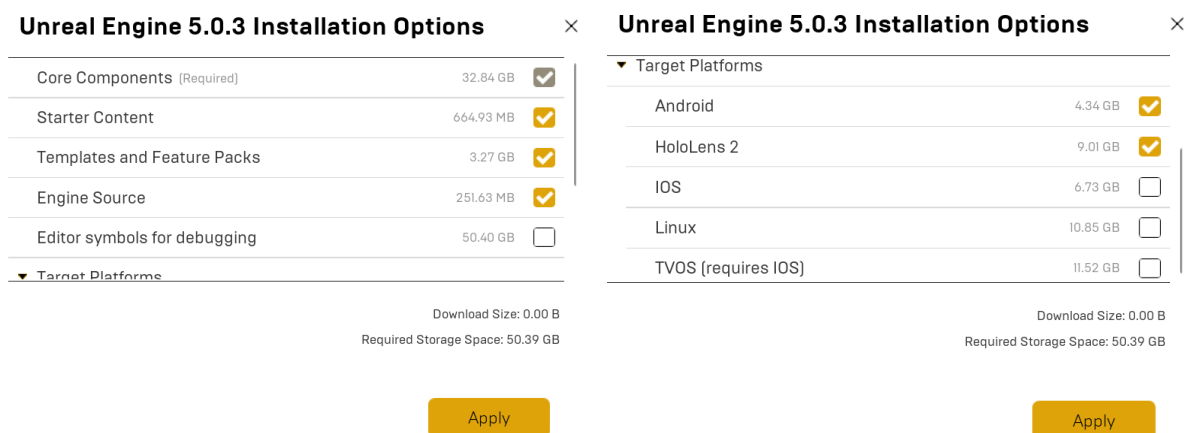 Unreal Engine 5.0.3 Installation Options
Core Components (Required) 32.84 GB
Starter Content 664.93 MB
Templates and Feature Packs 3.27 GB
Engine Source 251.63 MB
Editor symbols for debugging 50.40 GB
Target Platforms
Download Size: 0.00 B
Required Storage Space: 50.39 GB
Apply
Unreal Engine 5.0.3 Installation Options
Target Platforms
Android 4.34 GB
HoloLens 2 9.01 GB
IOS 6.73 GB
Linux 10.85 GB
TVOS (requires IOS) 11.52 GB
Download Size: 0.00 B
Required Storage Space: 50.39 GB
Apply